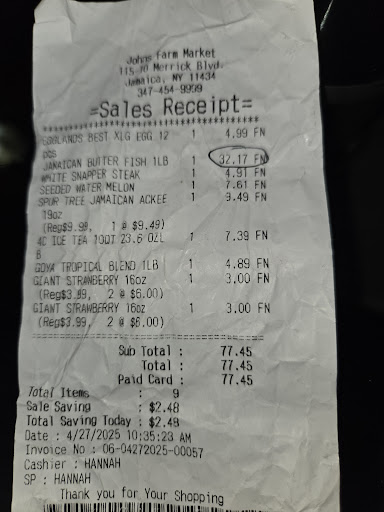 Johns Farm Market
115-10 Merrick Blvd.
Jamaica, NY 11434
347-454-9999
=Sales Receipt=
EGGLANDS BEST XLG EGG 12 1 4.99 FN
pcs
JAMAICAN BUTTER FISH 1LB 1 32.17 FN
WHITE SNAPPER STEAK 1 4.91 FN
SEEDED WATER MELON 1 7.61 FN
SPUR TREE JAMAICAN ACKEE 1 9.49 FN
19oz
(Reg$9.99, 1 @ $9.49)
4C ICE TEA 10QT 23.6 OZL 1 7.39 FN
B
GOYA TROPICAL BLEND 1LB 1 4.89 FN
GIANT STRAWBERRY 16oz 1 3.00 FN
(Reg$3.99, 2 @ $6.00)
GIANT STRAWBERRY 16oz 1 3.00 FN
(Reg$3.99, 2 @ $6.00)
Sub Total : 77.45
Total : 77.45
Paid Card : 77.45
Total Items : 9
Sale Saving : $2.48
Total Saving Today : $2.48
Date : 4/27/2025 10:35:23 AM
Invoice No : 06-04272025-00057
Cashier : HANNAH
SP : HANNAH
Thank you for Your Shopping